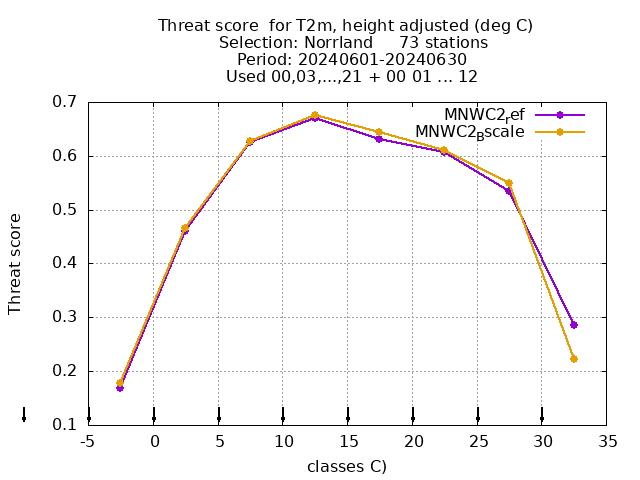 Threat score  for T2m, height adjusted (deg C)
Selection: Norrland     73 stations
Period: 20240601-20240630
Used 00,03,...,21 + 00 01 ... 12
MNWC2ref
MNWC2Bscale
Threat score
0.7
0.6
0.5
0.4
0.3
0.2
0.1
-5 0 5 10 15 20 25 30 35
classes C)